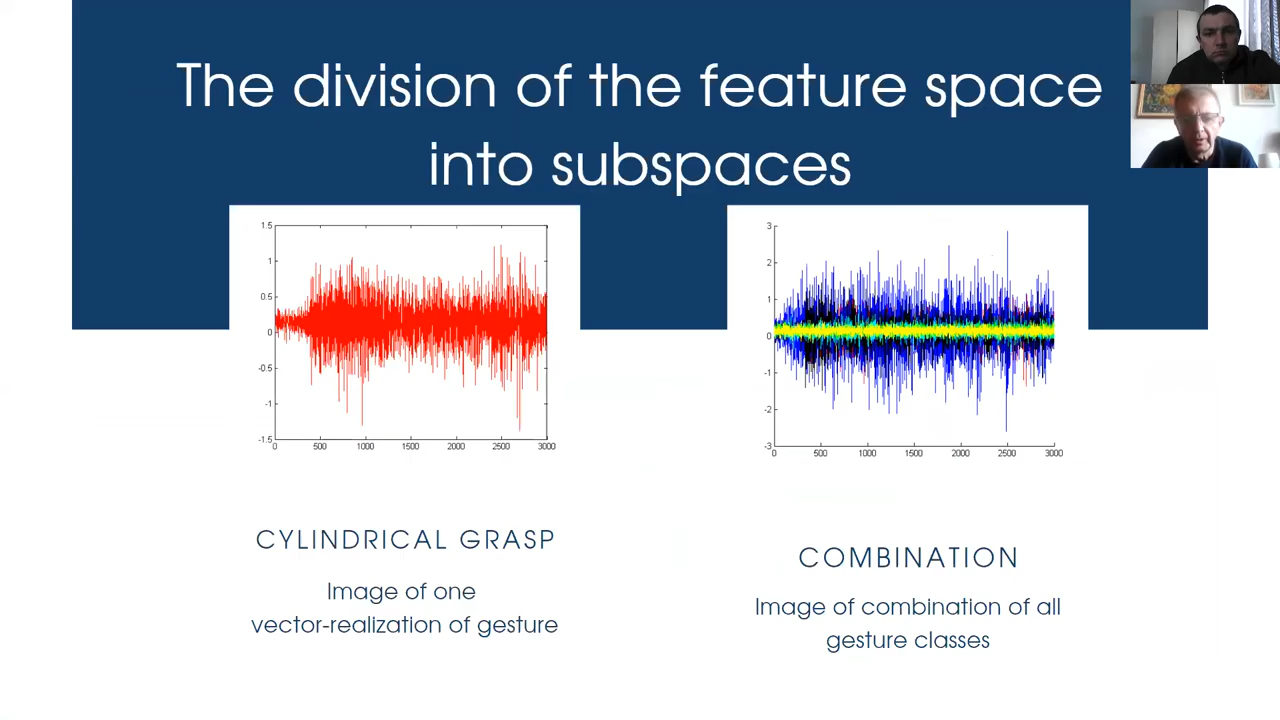 The division of the feature space
into subspaces
1.5
1
0.5
0
-0.5
-1
-1.5
0 500 1000 1500 2000 2500 3000
3
2
1
0
-1
-2
-3
0 500 1000 1500 2000 2500 3000
CYLINDRICAL GRASP
Image of one
vector-realization of gesture
COMBINATION
Image of combination of all
gesture classes